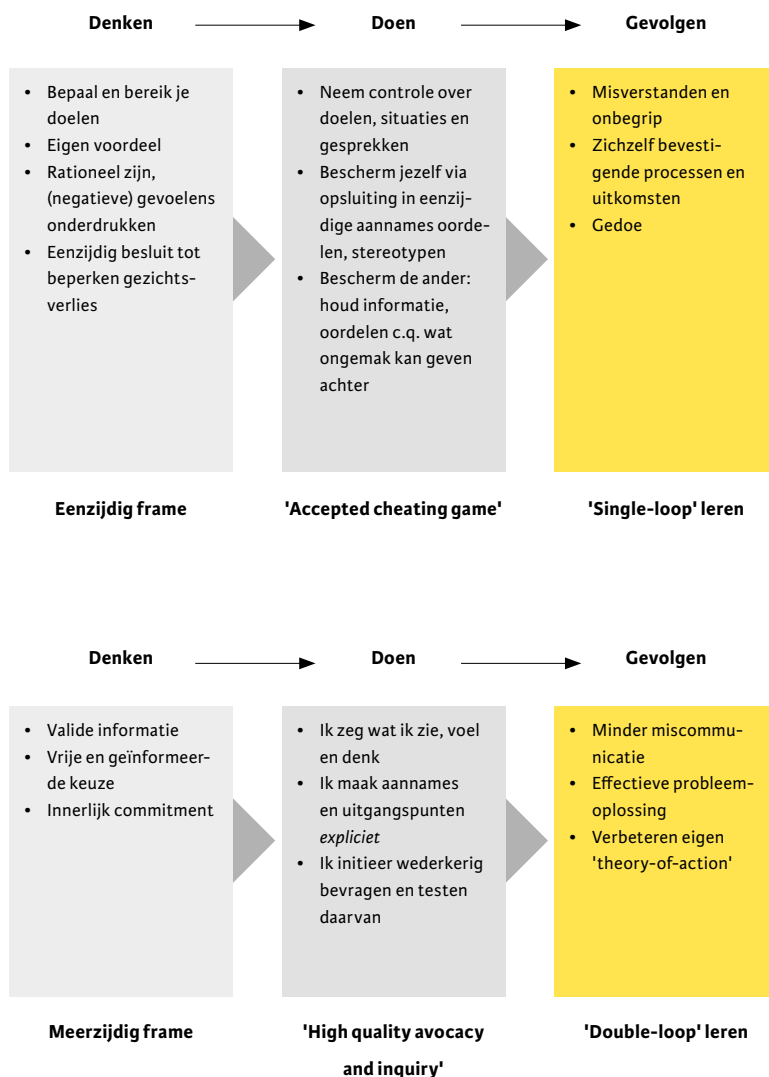 Denken
Doen
Gevolgen
• Bepaal en bereik je
doelen
• Eigen voordeel
• Rationeel zijn,
(negatieve) gevoelens
onderdrukken
• Eenzijdig besluit tot
beperken gezichts-
verlies
• Neem controle over
doelen, situaties en
gesprekken
• Bescherm jezelf via
opsluiting in eenzij-
dige aannames oorde-
len, stereotypen
• Bescherm de ander:
houd informatie,
oordelen c.q. wat
ongemak kan geven
achter
• Misverstanden en
onbegrip
• Zichzelf bevesti-
gende processen en
uitkomsten
• Gedoe
Eenzijdig frame
'Accepted cheating game'
'Single-loop' leren
Denken
Doen
Gevolgen
• Valide informatie
• Vrije en geïnformeer-
de keuze
• Innerlijk commitment
• Ik zeg wat ik zie, voel
en denk
• Ik maak aannames
en uitgangspunten
expliciet
• Ik initieer wederkerig
bevragen en testen
daarvan
• Minder miscommu-
nicatie
• Effectieve probleem-
oplossing
• Verbeteren eigen
'theory-of-action'
Meerzijdig frame
'High quality avocacy
and inquiry'
'Double-loop' leren